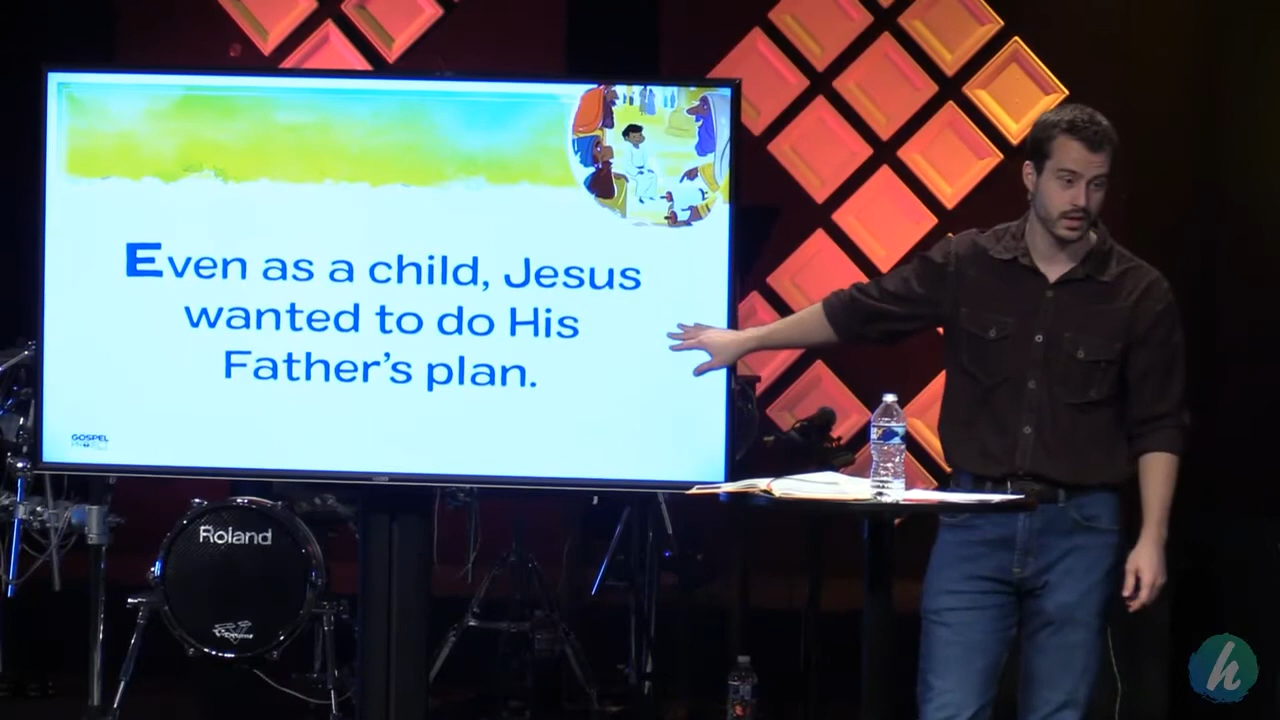 Even as a child, Jesus
wanted to do His
Father's plan.
GOSPEL
Roland
h